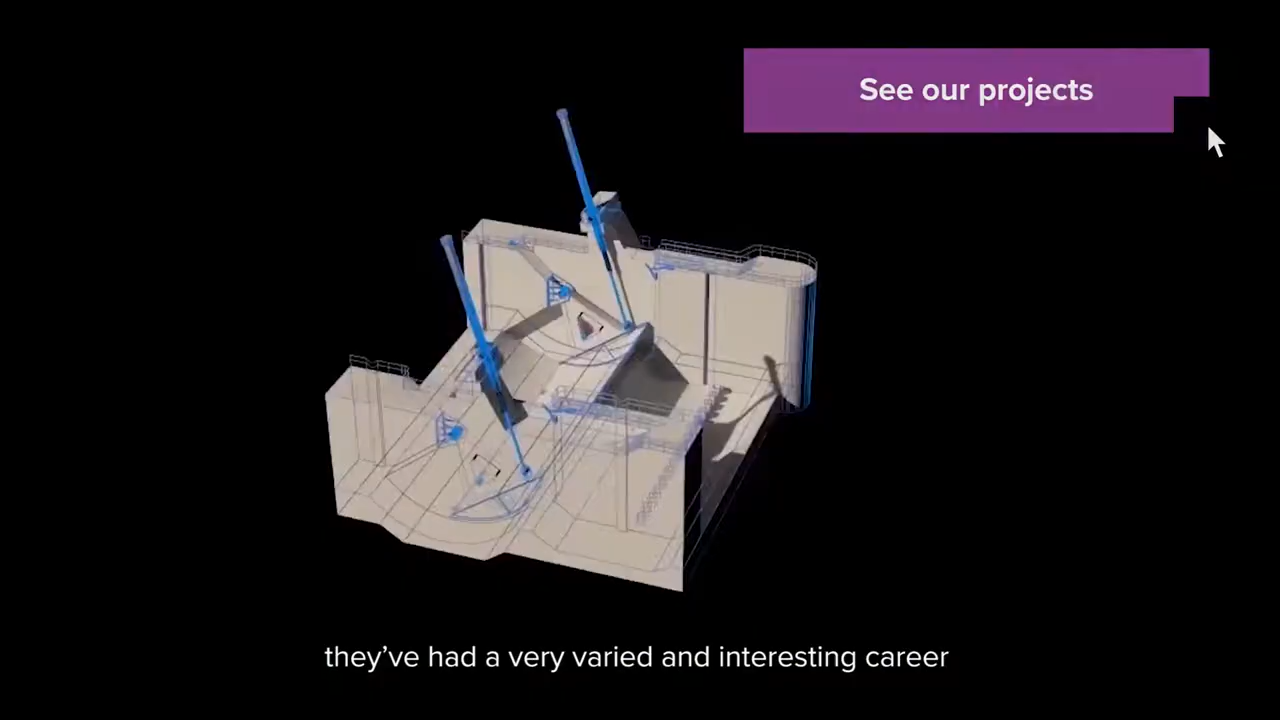 See our projects
they’ve had a very varied and interesting career